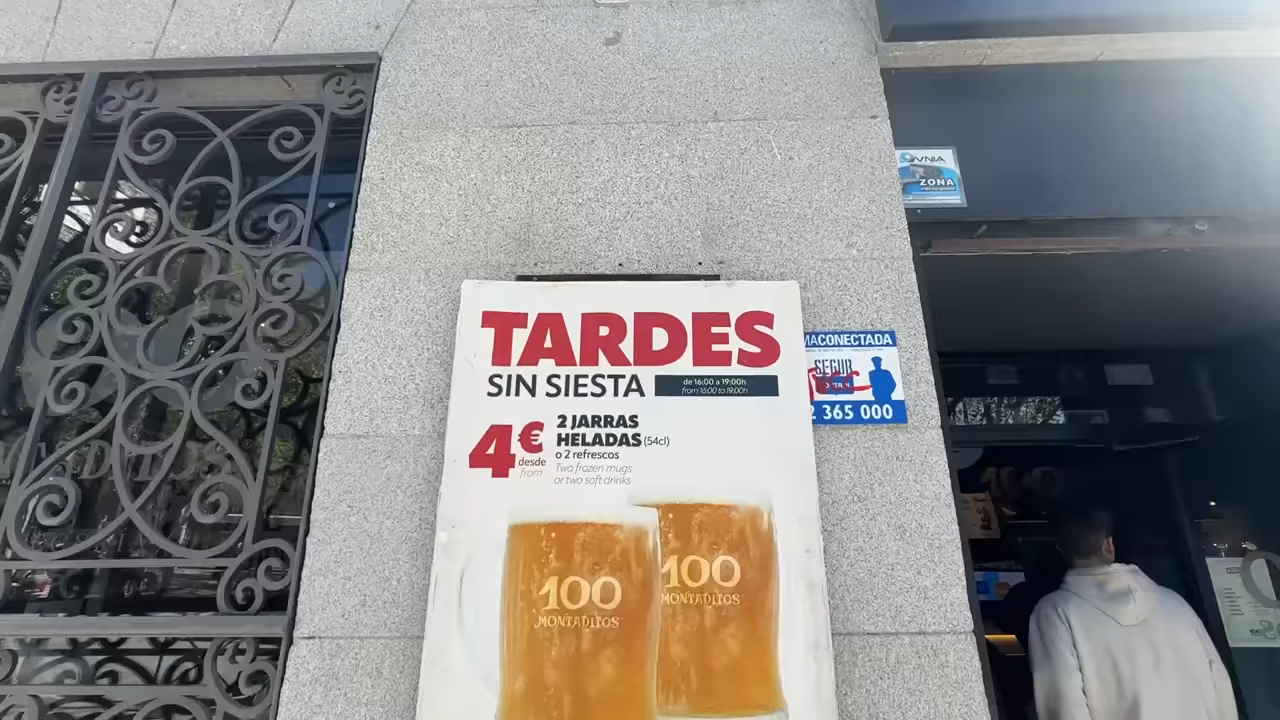 TARDES
SIN SIESTA
de 16:00 a 19:00h
from 16:00 to 19:00h
4€
desde
from
2 JARRAS
HELADAS (54cl)
o 2 refrescos
Two frozen mugs
or two soft drinks
100
MONTADITOS
100
MONTADITOS
OVNIA
ZONA
MACONECTADA
SEGUR
2 365 000
100